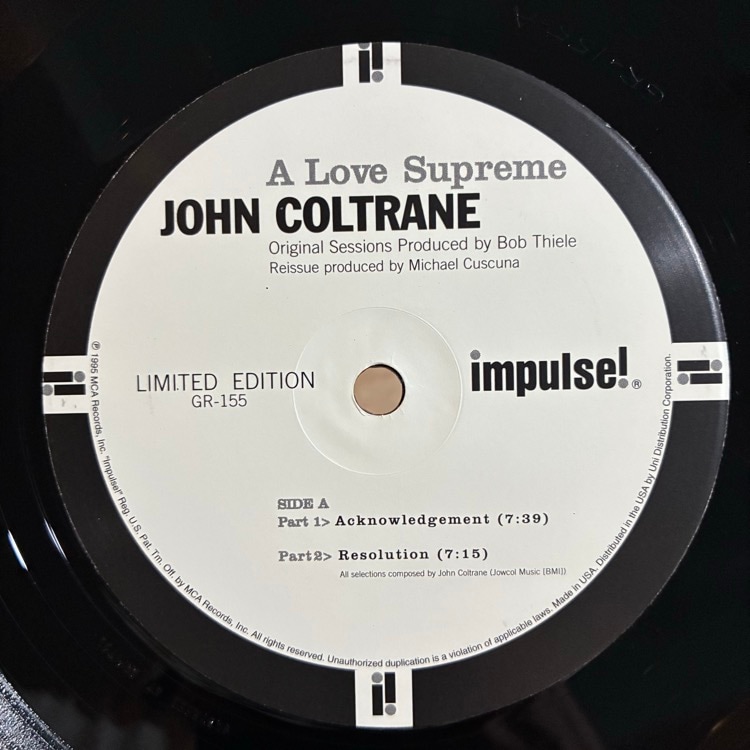 A Love Supreme
JOHN COLTRANE
Original Sessions Produced by Bob Thiele
Reissue produced by Michael Cuscuna
LIMITED EDITION
GR-155
impulse!®
SIDE A
Part 1> Acknowledgement (7:39)
Part 2> Resolution (7:15)
All selections composed by John Coltrane (Jowcol Music [BMI])
℗ 1995 MCA Records, Inc. "Impulse!" Reg. U.S. Pat. Tm. Off. by MCA Records, Inc. All rights reserved. Unauthorized duplication is a violation of applicable laws. Made in USA. Distributed in the USA by Uni Distribution Corporation.
i!
i!
i!
i!